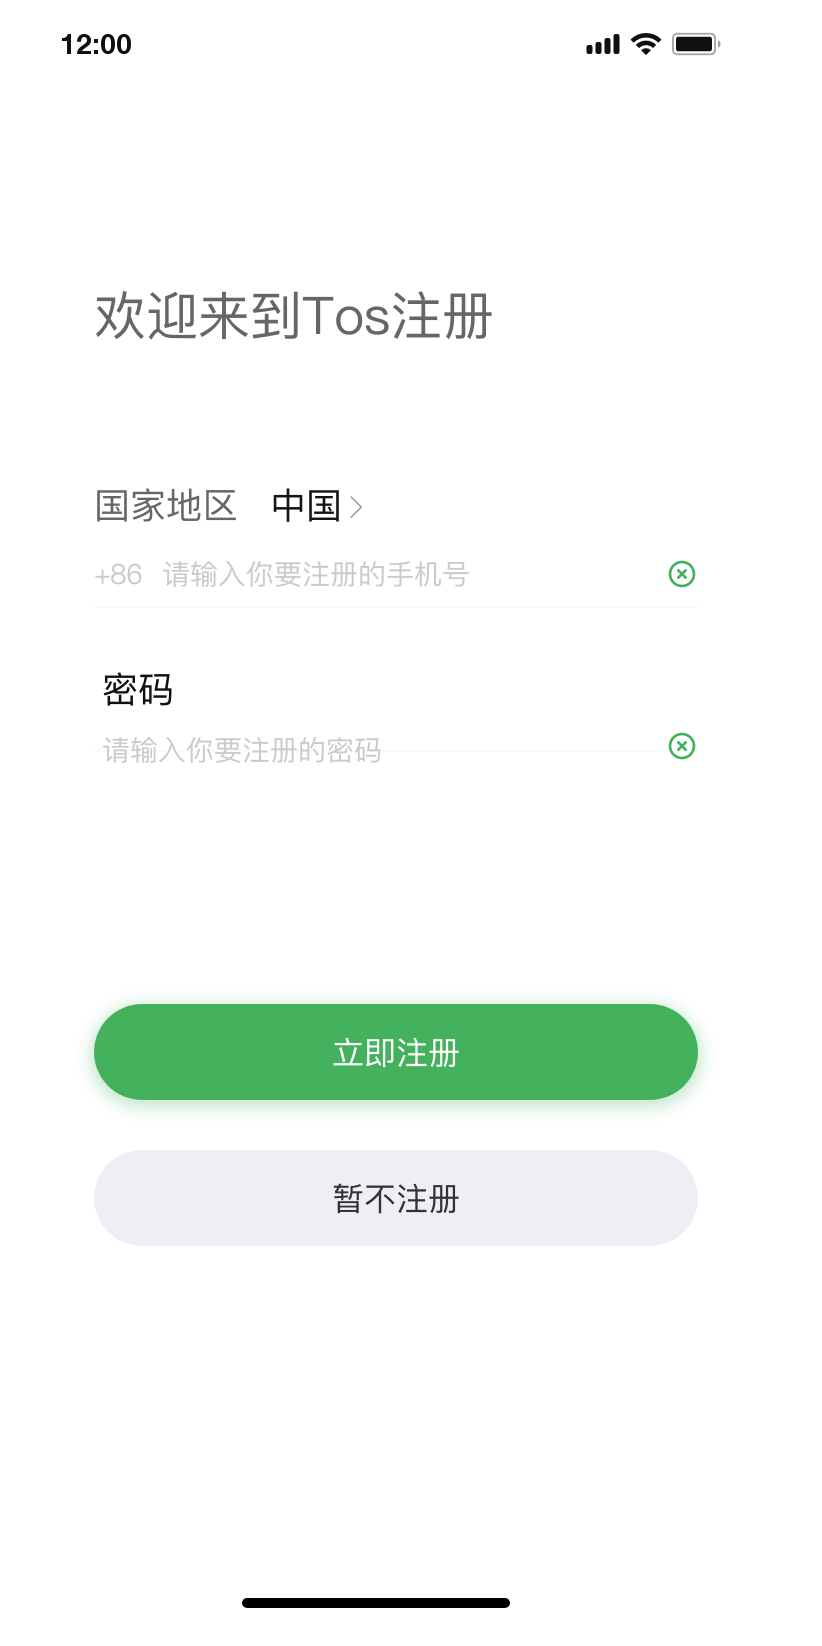 12:00
欢迎来到Tos注册
国家地区 中国
+86 请输入你要注册的手机号
密码
请输入你要注册的密码
立即注册
暂不注册